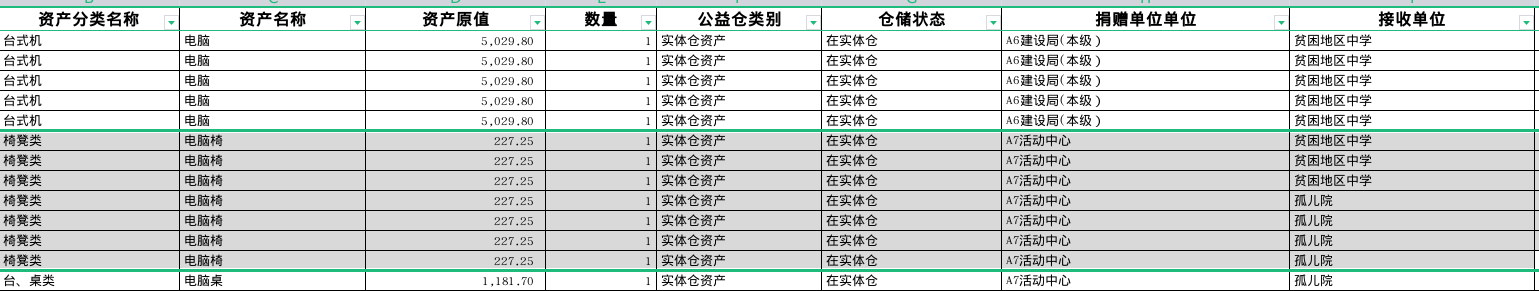 资产分类名称 资产名称 资产原值 数量 公益仓类别 仓储状态 捐赠单位单位 接收单位
台式机 电脑 5,029.80 1 实体仓资产 在实体仓 A6建设局(本级) 贫困地区中学
台式机 电脑 5,029.80 1 实体仓资产 在实体仓 A6建设局(本级) 贫困地区中学
台式机 电脑 5,029.80 1 实体仓资产 在实体仓 A6建设局(本级) 贫困地区中学
台式机 电脑 5,029.80 1 实体仓资产 在实体仓 A6建设局(本级) 贫困地区中学
台式机 电脑 5,029.80 1 实体仓资产 在实体仓 A6建设局(本级) 贫困地区中学
椅凳类 电脑椅 227.25 1 实体仓资产 在实体仓 A7活动中心 贫困地区中学
椅凳类 电脑椅 227.25 1 实体仓资产 在实体仓 A7活动中心 贫困地区中学
椅凳类 电脑椅 227.25 1 实体仓资产 在实体仓 A7活动中心 贫困地区中学
椅凳类 电脑椅 227.25 1 实体仓资产 在实体仓 A7活动中心 孤儿院
椅凳类 电脑椅 227.25 1 实体仓资产 在实体仓 A7活动中心 孤儿院
椅凳类 电脑椅 227.25 1 实体仓资产 在实体仓 A7活动中心 孤儿院
椅凳类 电脑椅 227.25 1 实体仓资产 在实体仓 A7活动中心 孤儿院
台、桌类 电脑桌 1,181.70 1 实体仓资产 在实体仓 A7活动中心 孤儿院